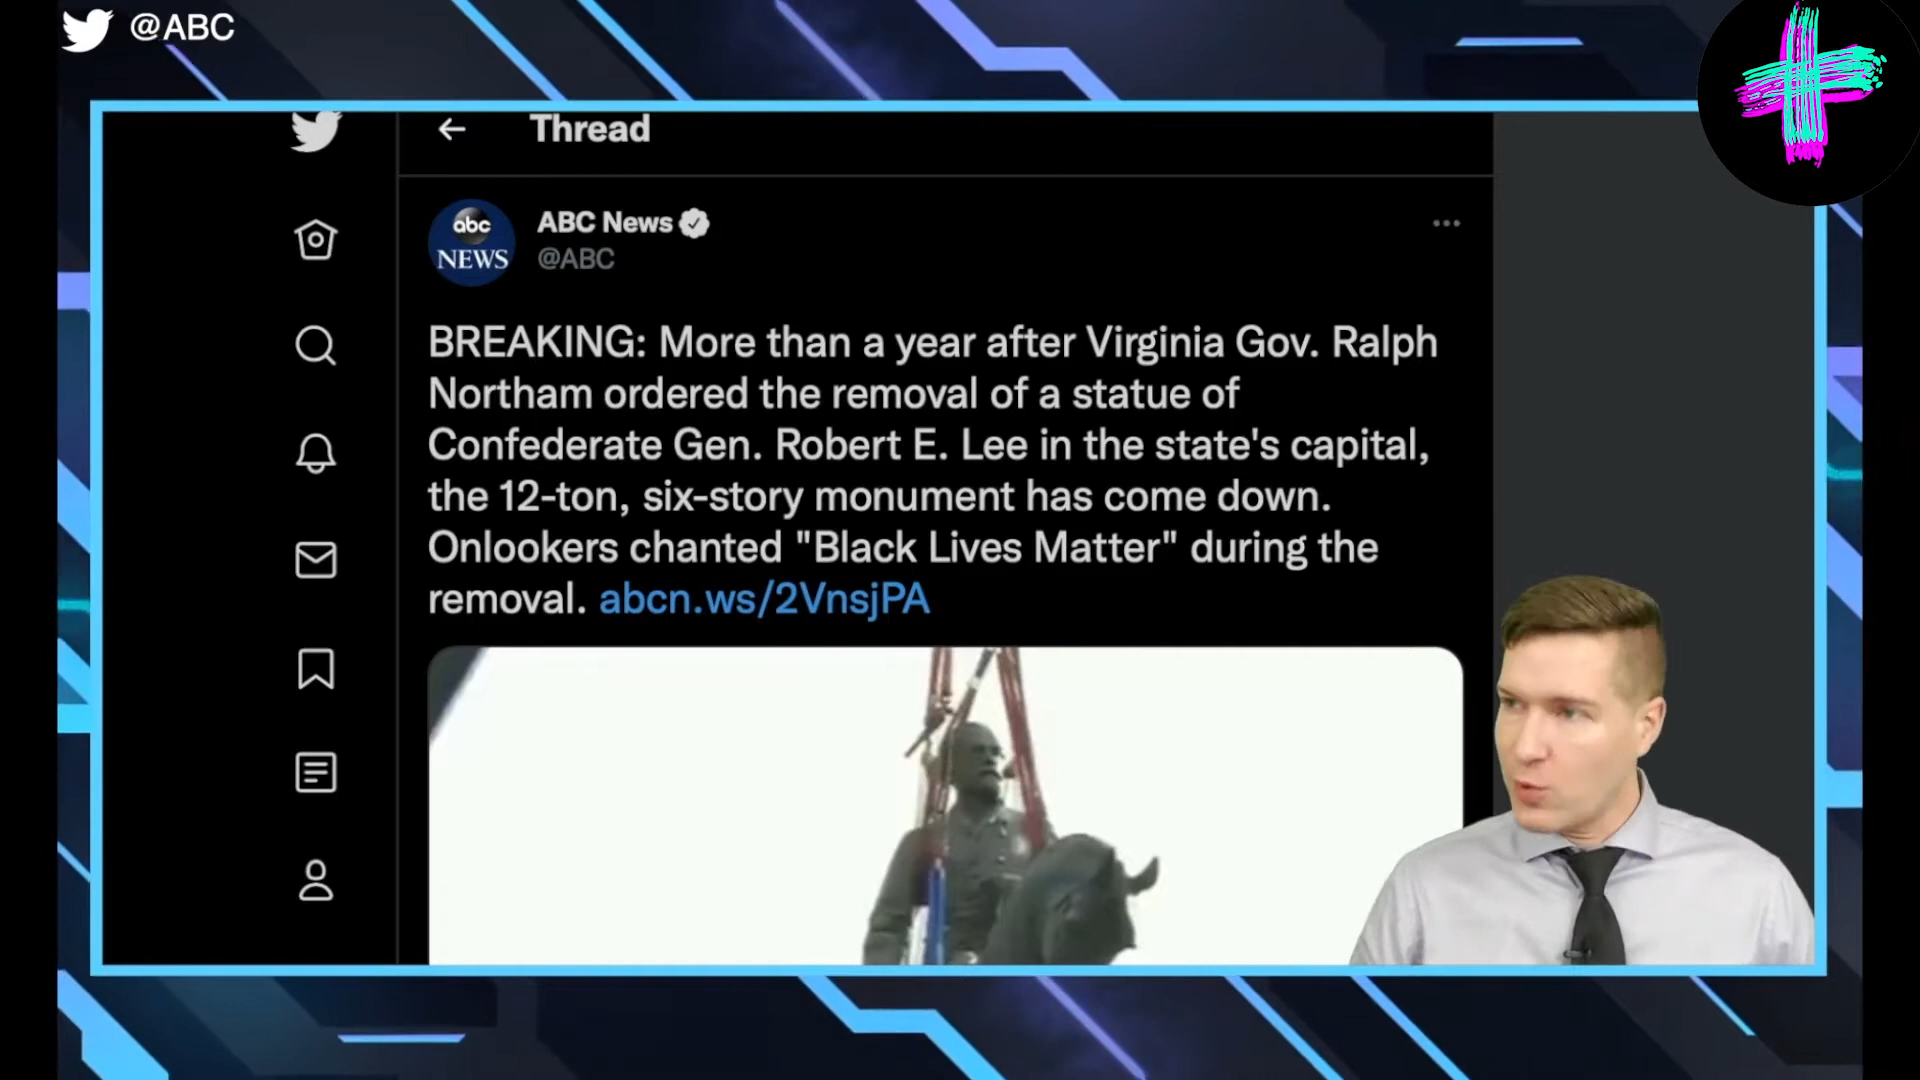 @ABC
Thread
abc
NEWS
ABC News
@ABC
BREAKING: More than a year after Virginia Gov. Ralph
Northam ordered the removal of a statue of
Confederate Gen. Robert E. Lee in the state's capital,
the 12-ton, six-story monument has come down.
Onlookers chanted "Black Lives Matter" during the
removal. abcn.ws/2VnsjPA